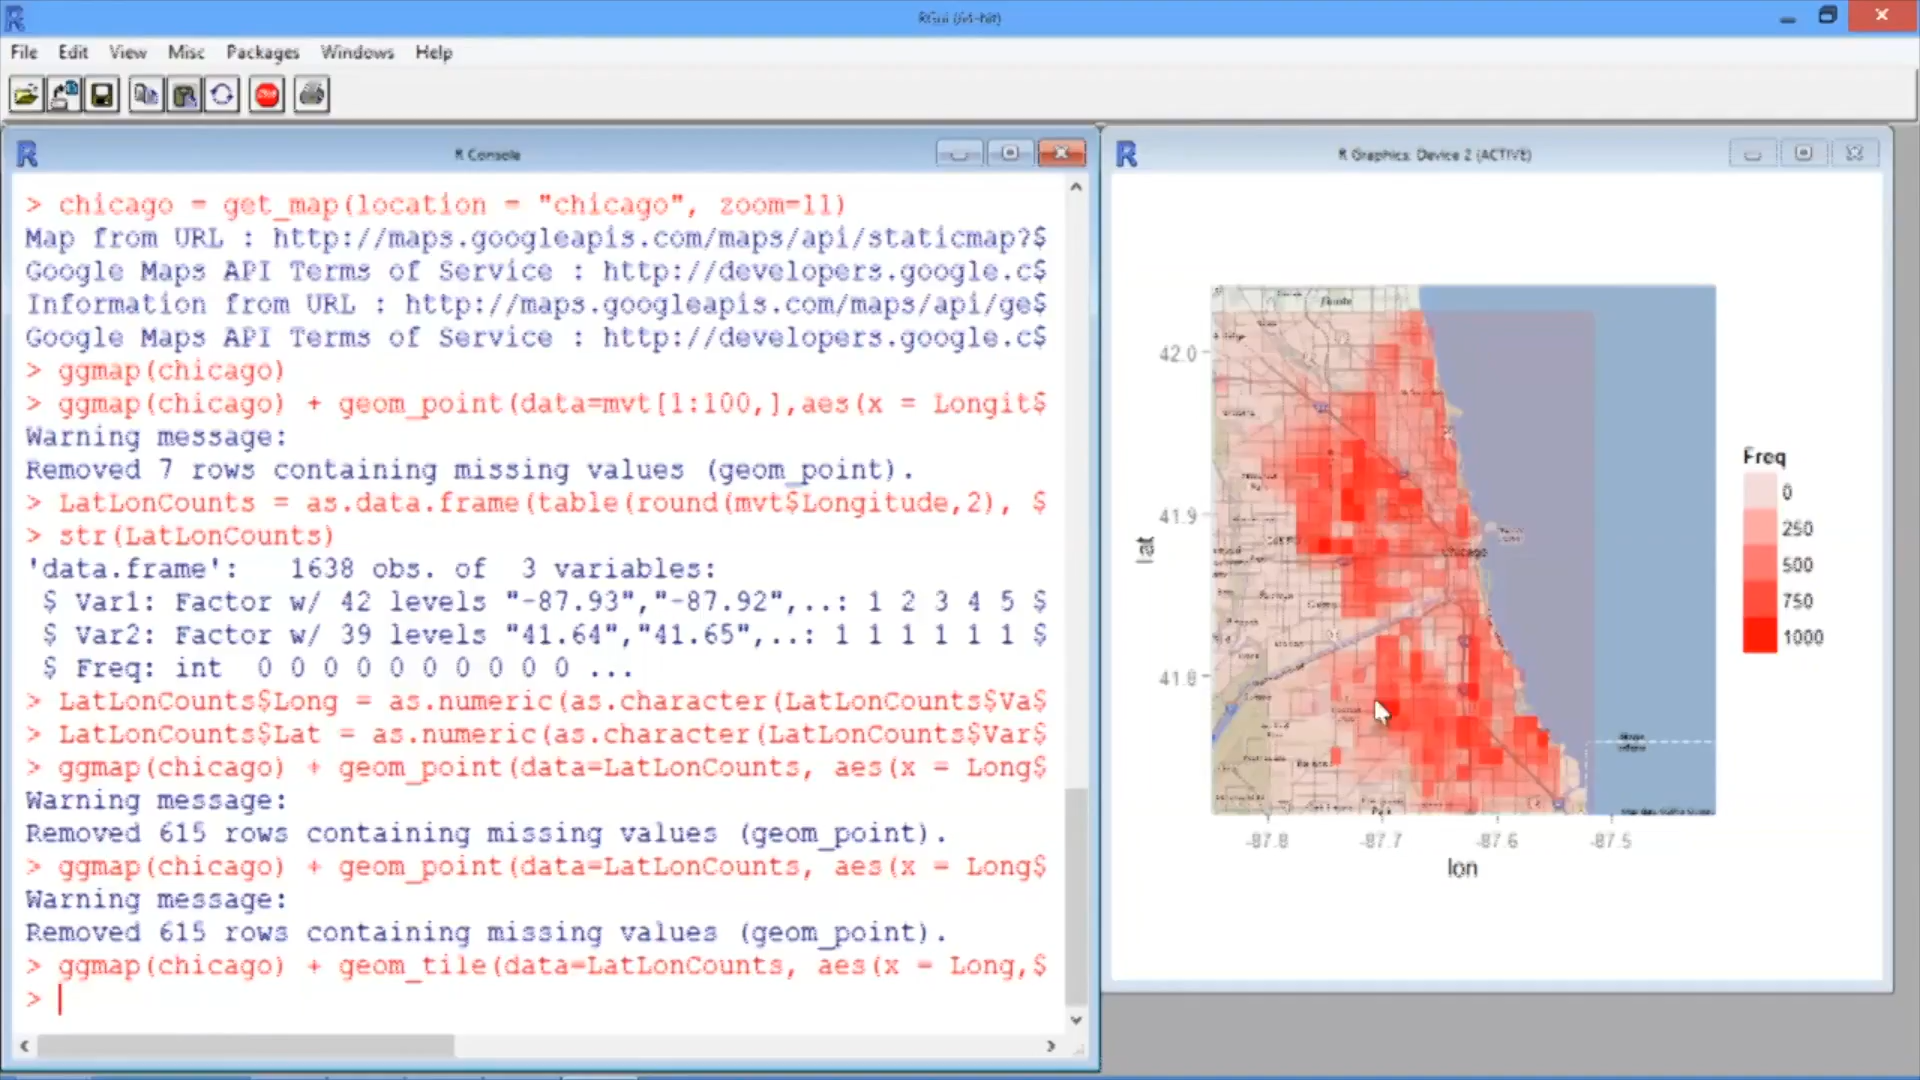 RGui (64-bit)
File Edit View Misc Packages Windows Help
R Console
> chicago = get_map(location = "chicago", zoom=11)
Map from URL : http://maps.googleapis.com/maps/api/staticmap?$
Google Maps API Terms of Service : http://developers.google.c$
Information from URL : http://maps.googleapis.com/maps/api/ge$
Google Maps API Terms of Service : http://developers.google.c$
> ggmap(chicago)
> ggmap(chicago) + geom_point(data=mvt[1:100,],aes(x = Longit$
Warning message:
Removed 7 rows containing missing values (geom_point).
> LatLonCounts = as.data.frame(table(round(mvt$Longitude,2), $
> str(LatLonCounts)
'data.frame': 1638 obs. of 3 variables:
$ Var1: Factor w/ 42 levels "-87.93","-87.92",..: 1 2 3 4 5 $
$ Var2: Factor w/ 39 levels "41.64","41.65",..: 1 1 1 1 1 1 $
$ Freq: int 0 0 0 0 0 0 0 0 0 0 ...
> LatLonCounts$Long = as.numeric(as.character(LatLonCounts$Va$
> LatLonCounts$Lat = as.numeric(as.character(LatLonCounts$Var$
> ggmap(chicago) + geom_point(data=LatLonCounts, aes(x = Long$
Warning message:
Removed 615 rows containing missing values (geom_point).
> ggmap(chicago) + geom_point(data=LatLonCounts, aes(x = Long$
Warning message:
Removed 615 rows containing missing values (geom_point).
> ggmap(chicago) + geom_tile(data=LatLonCounts, aes(x = Long,$
>
R Graphics: Device 2 (ACTIVE)
42.0
41.9
41.8
lat
Chicago
-87.8 -87.7 -87.6 -87.5
lon
Freq
0
250
500
750
1000